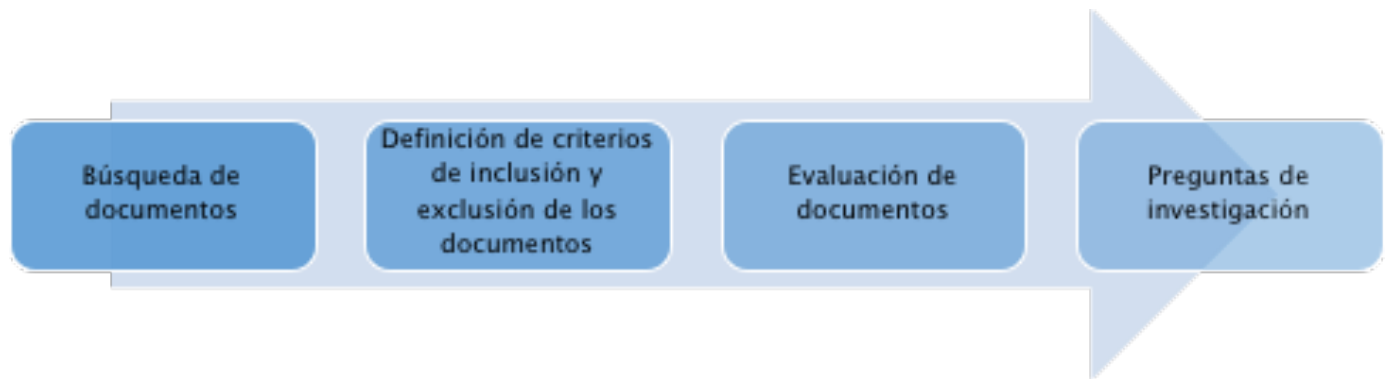 Búsqueda de
documentos
Definición de criterios
de inclusión y
exclusión de los
documentos
Evaluación de
documentos
Preguntas de
investigación